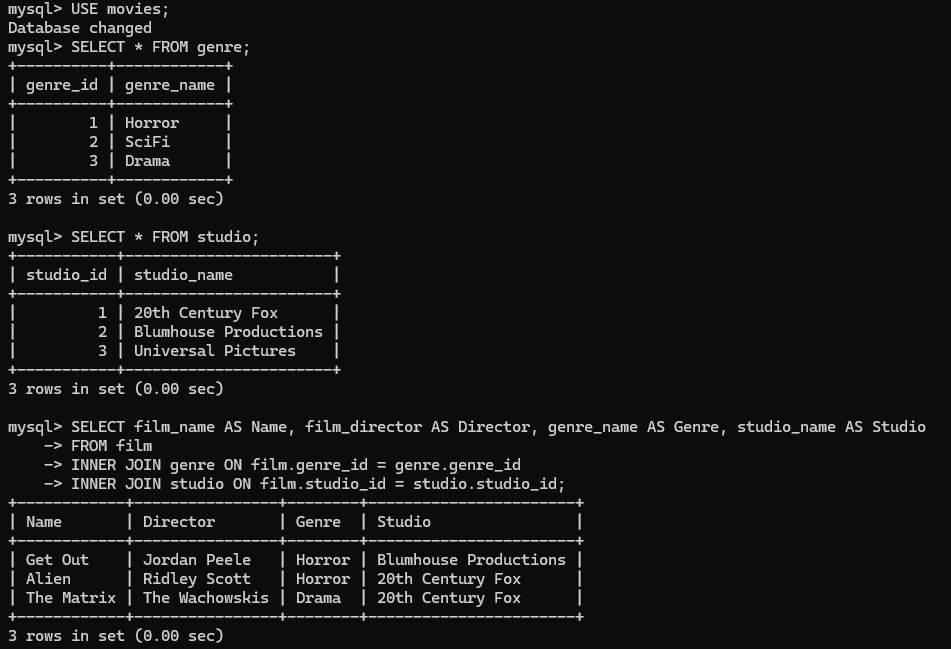 mysql> USE movies;
Database changed
mysql> SELECT * FROM genre;
+----------+------------+
| genre_id | genre_name |
+----------+------------+
|        1 | Horror     |
|        2 | SciFi      |
|        3 | Drama      |
+----------+------------+
3 rows in set (0.00 sec)

mysql> SELECT * FROM studio;
+-----------+-----------------------+
| studio_id | studio_name           |
+-----------+-----------------------+
|         1 | 20th Century Fox      |
|         2 | Blumhouse Productions |
|         3 | Universal Pictures    |
+-----------+-----------------------+
3 rows in set (0.00 sec)

mysql> SELECT film_name AS Name, film_director AS Director, genre_name AS Genre, studio_name AS Studio
    -> FROM film
    -> INNER JOIN genre ON film.genre_id = genre.genre_id
    -> INNER JOIN studio ON film.studio_id = studio.studio_id;
+------------+----------------+--------+-----------------------+
| Name       | Director       | Genre  | Studio                |
+------------+----------------+--------+-----------------------+
| Get Out    | Jordan Peele   | Horror | Blumhouse Productions |
| Alien      | Ridley Scott   | Horror | 20th Century Fox      |
| The Matrix | The Wachowskis | Drama  | 20th Century Fox      |
+------------+----------------+--------+-----------------------+
3 rows in set (0.00 sec)